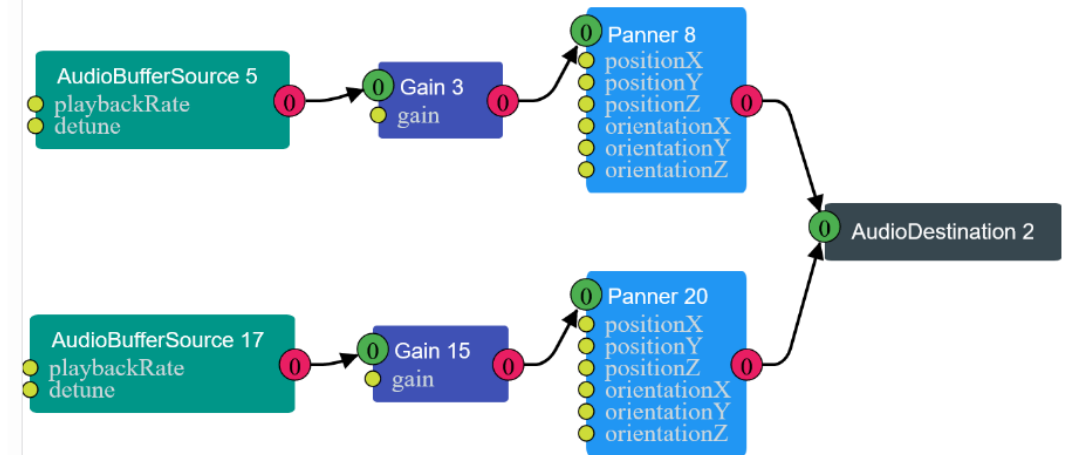 AudioBufferSource 5
playbackRate
detune
0
0
Gain 3
gain
0
0
Panner 8
positionX
positionY
positionZ
orientationX
orientationY
orientationZ
0
0
AudioDestination 2
AudioBufferSource 17
playbackRate
detune
0
0
Gain 15
gain
0
0
Panner 20
positionX
positionY
positionZ
orientationX
orientationY
orientationZ
0